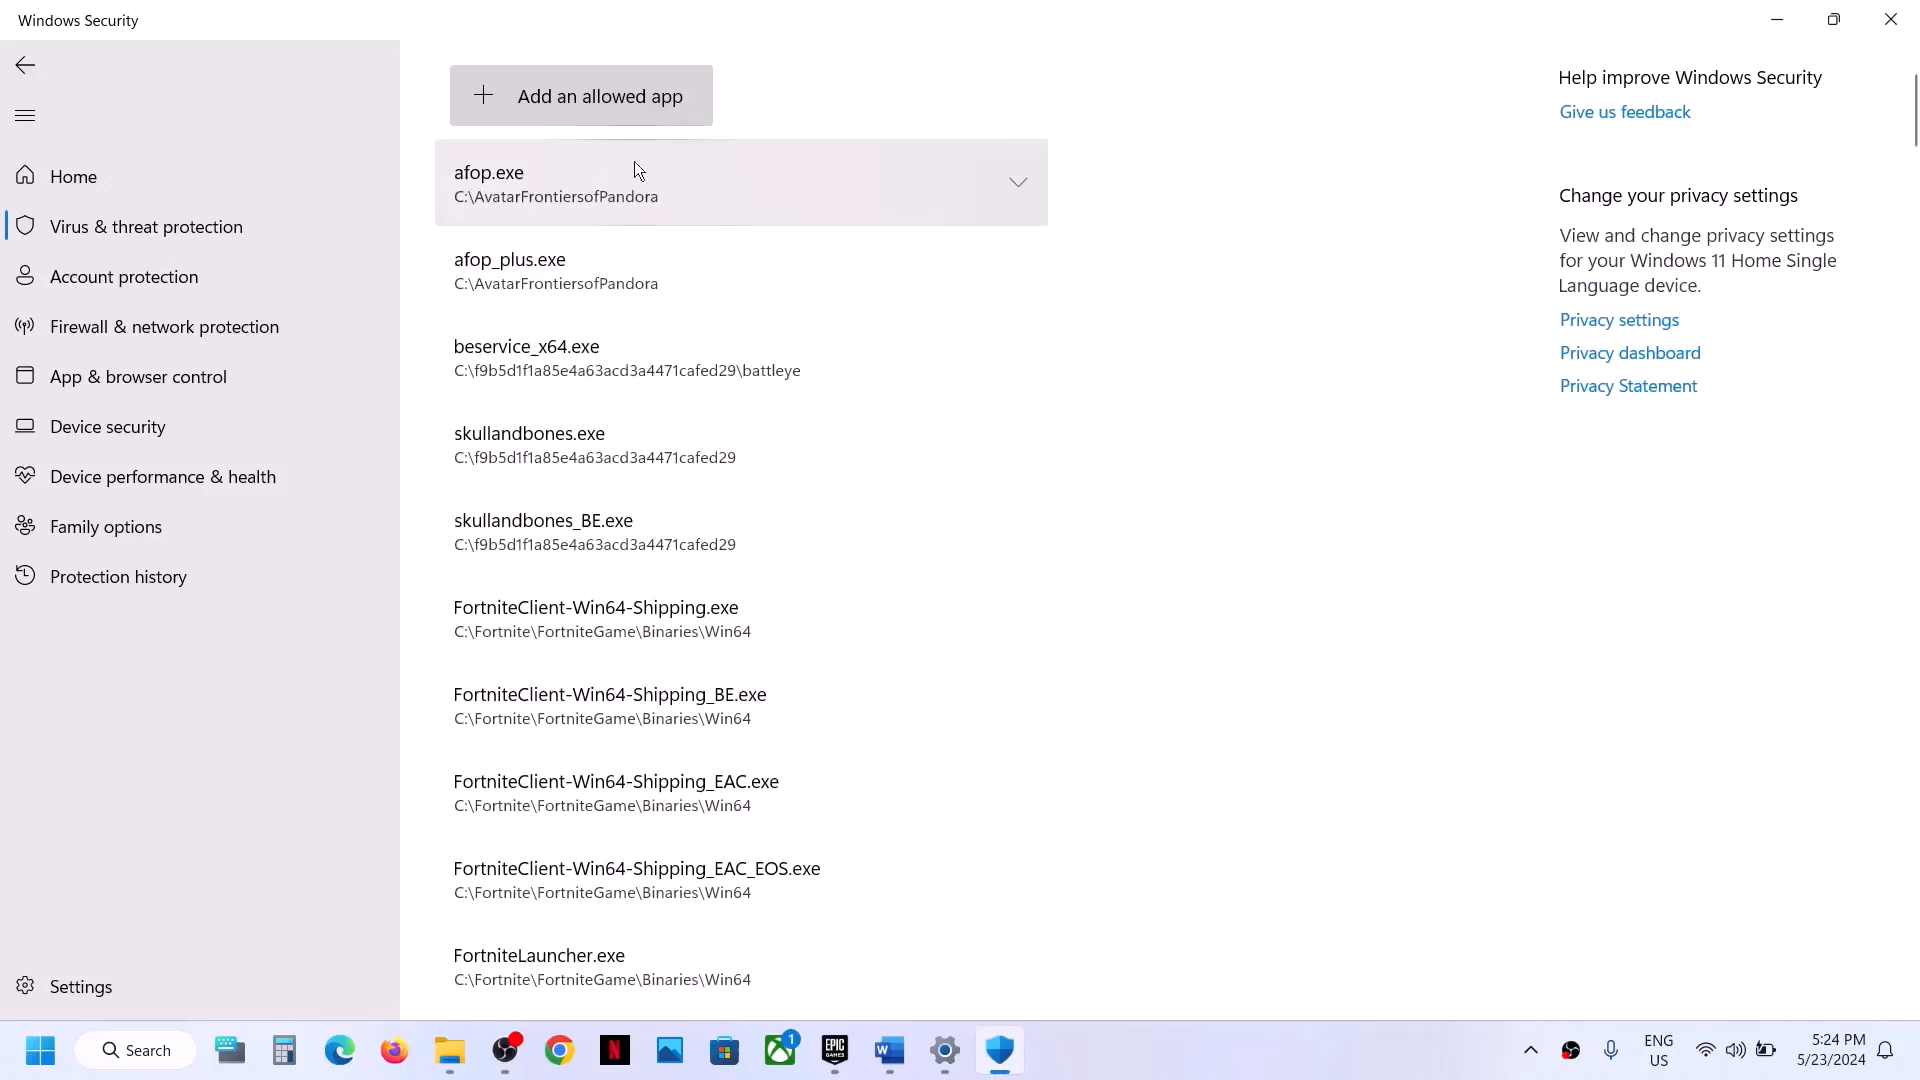 Windows Security
Home
Virus & threat protection
Account protection
Firewall & network protection
App & browser control
Device security
Device performance & health
Family options
Protection history
Settings
Add an allowed app
afop.exe
C:\AvatarFrontiersofPandora
afop_plus.exe
C:\AvatarFrontiersofPandora
beservice_x64.exe
C:\f9b5d1f1a85e4a63acd3a4471cafed29\battleye
skullandbones.exe
C:\f9b5d1f1a85e4a63acd3a4471cafed29
skullandbones_BE.exe
C:\f9b5d1f1a85e4a63acd3a4471cafed29
FortniteClient-Win64-Shipping.exe
C:\Fortnite\FortniteGame\Binaries\Win64
FortniteClient-Win64-Shipping_BE.exe
C:\Fortnite\FortniteGame\Binaries\Win64
FortniteClient-Win64-Shipping_EAC.exe
C:\Fortnite\FortniteGame\Binaries\Win64
FortniteClient-Win64-Shipping_EAC_EOS.exe
C:\Fortnite\FortniteGame\Binaries\Win64
FortniteLauncher.exe
C:\Fortnite\FortniteGame\Binaries\Win64
Help improve Windows Security
Give us feedback
Change your privacy settings
View and change privacy settings
for your Windows 11 Home Single
Language device.
Privacy settings
Privacy dashboard
Privacy Statement
Search
N
1
EPIC
GAMES
W
ENG
US
5:24 PM
5/23/2024